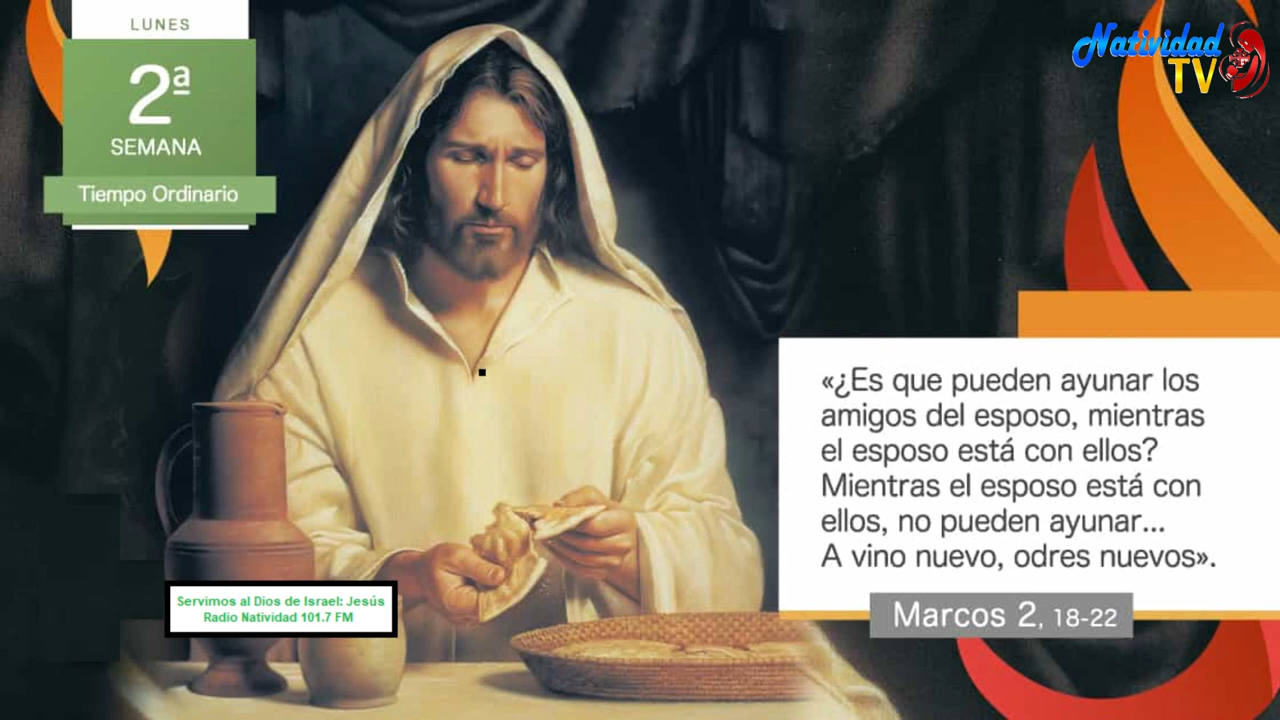 LUNES
2ª
SEMANA
Tiempo Ordinario
Natividad
TV
«¿Es que pueden ayunar los
amigos del esposo, mientras
el esposo está con ellos?
Mientras el esposo está con
ellos, no pueden ayunar...
A vino nuevo, odres nuevos».
Marcos 2, 18-22
Servimos al Dios de Israel: Jesús
Radio Natividad 101.7 FM